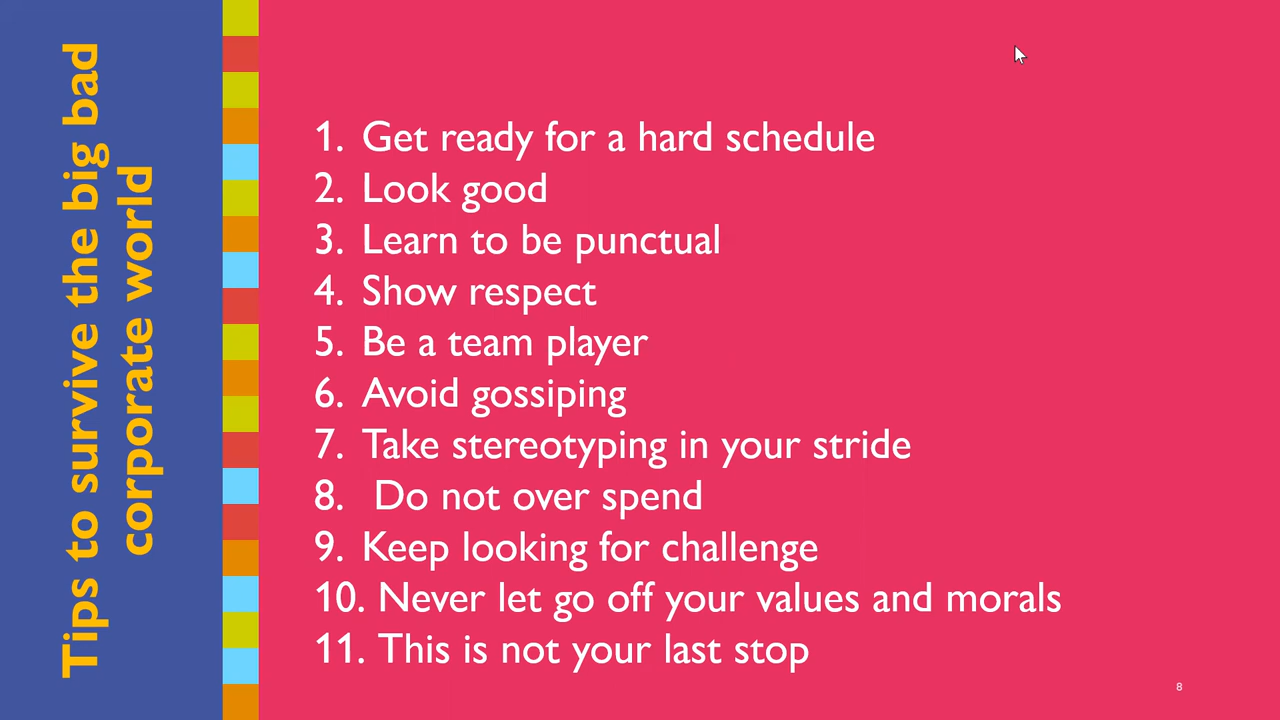 Tips to survive the big bad
corporate world
1. Get ready for a hard schedule
2. Look good
3. Learn to be punctual
4. Show respect
5. Be a team player
6. Avoid gossiping
7. Take stereotyping in your stride
8. Do not over spend
9. Keep looking for challenge
10. Never let go off your values and morals
11. This is not your last stop
8